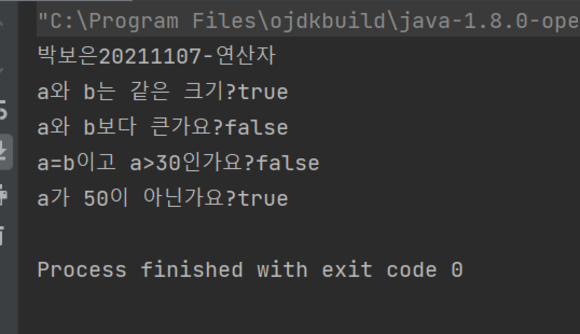 "C:\Program Files\ojdkbuild\java-1.8.0-ope
박보은20211107-연산자
a와 b는 같은 크기?true
a와 b보다 큰가요?false
a=b이고 a>30인가요?false
a가 50이 아닌가요?true
Process finished with exit code 0